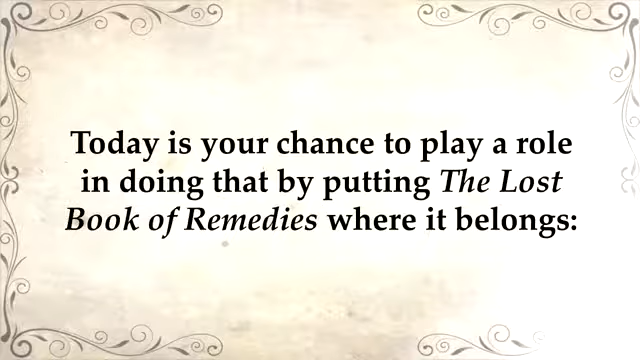 Today is your chance to play a role
in doing that by putting The Lost
Book of Remedies where it belongs: